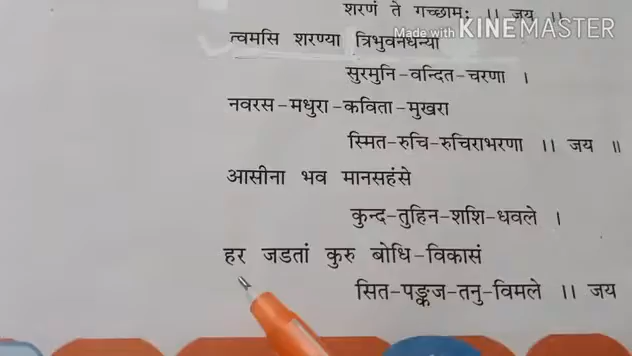 शरणं ते गच्छामः ।। जय ।।
Made with KINEMASTER
त्वमसि शरण्या त्रिभुवनधन्या
सुरमुनि-वन्दित-चरणा ।
नवरस-मधुरा-कविता-मुखरा
स्मित-रुचि-रुचिराभरणा ।। जय ॥
आसीना भव मानसहंसे
कुन्द-तुहिन-शशि-धवले ।
हर जडतां कुरु बोधि-विकासं
सित-पङ्कज-तनु-विमले ।। जय